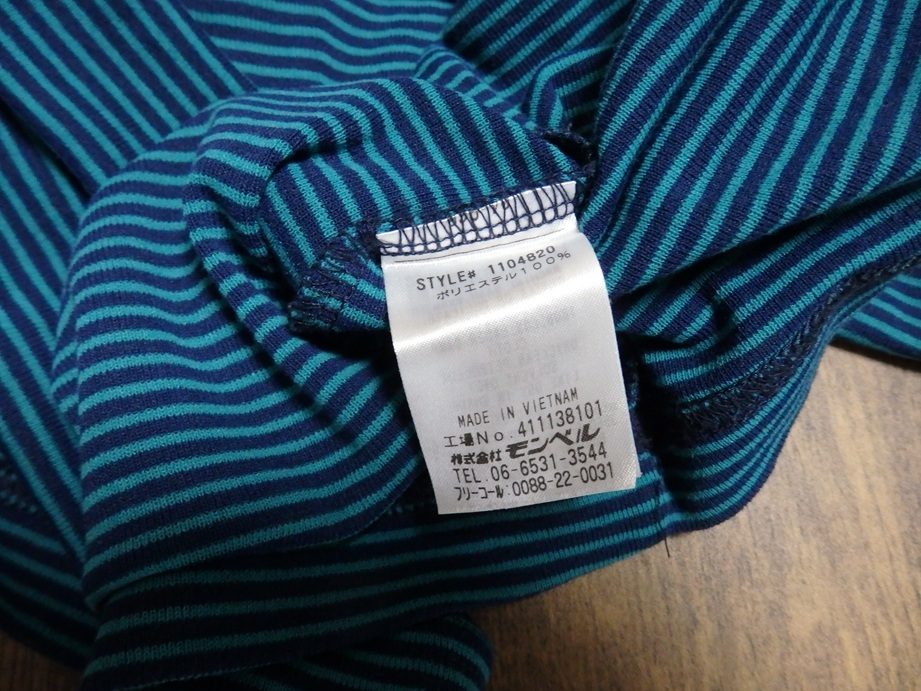 STYLE# 1104820
ポリエステル100%
MADE IN VIETNAM
工場No.411138101
株式会社 モンベル
TEL.06-6531-3544
フリーコール:0088-22-0031